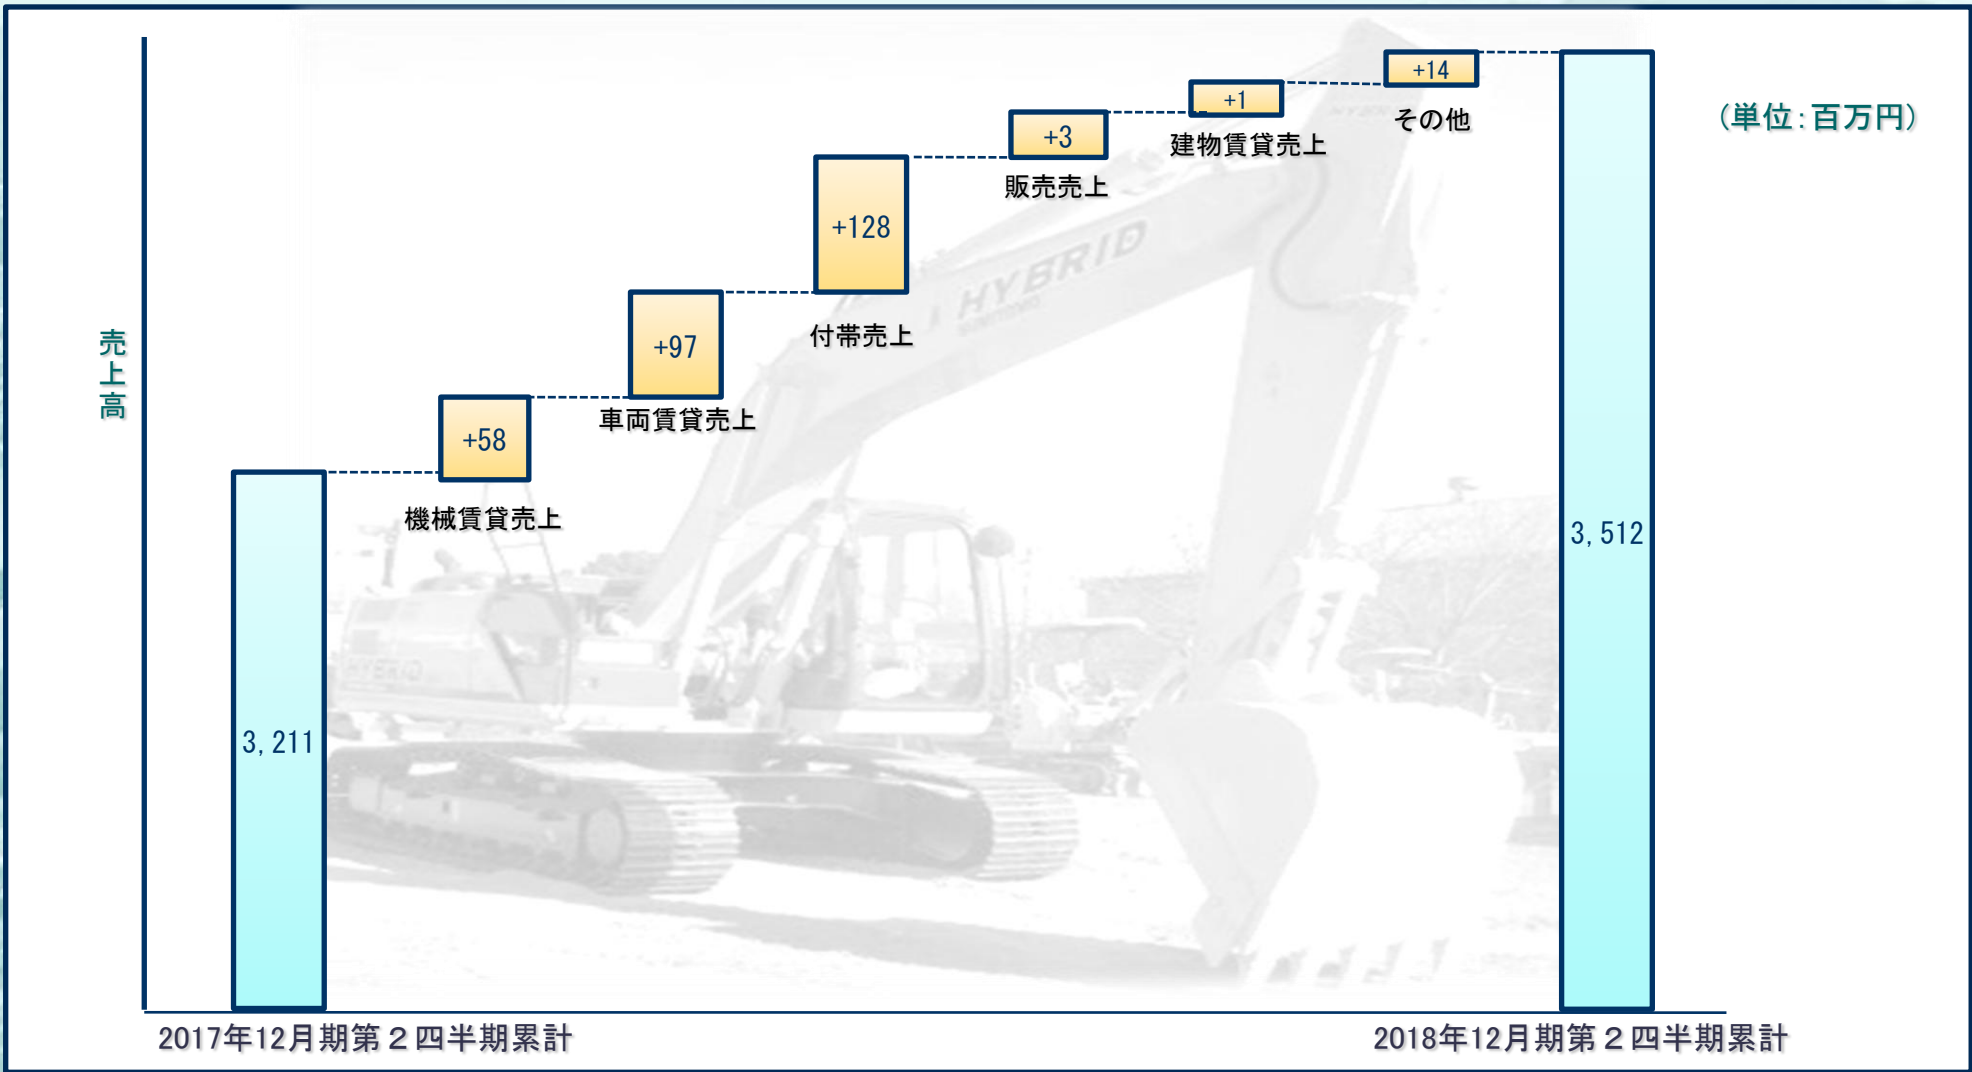 (単位:百万円)
売上高
3,211
+58
機械賃貸売上
+97
車両賃貸売上
+128
付帯売上
+3
販売売上
+1
建物賃貸売上
+14
その他
3,512
2017年12月期第２四半期累計
2018年12月期第２四半期累計
HYBRID
HYBRID